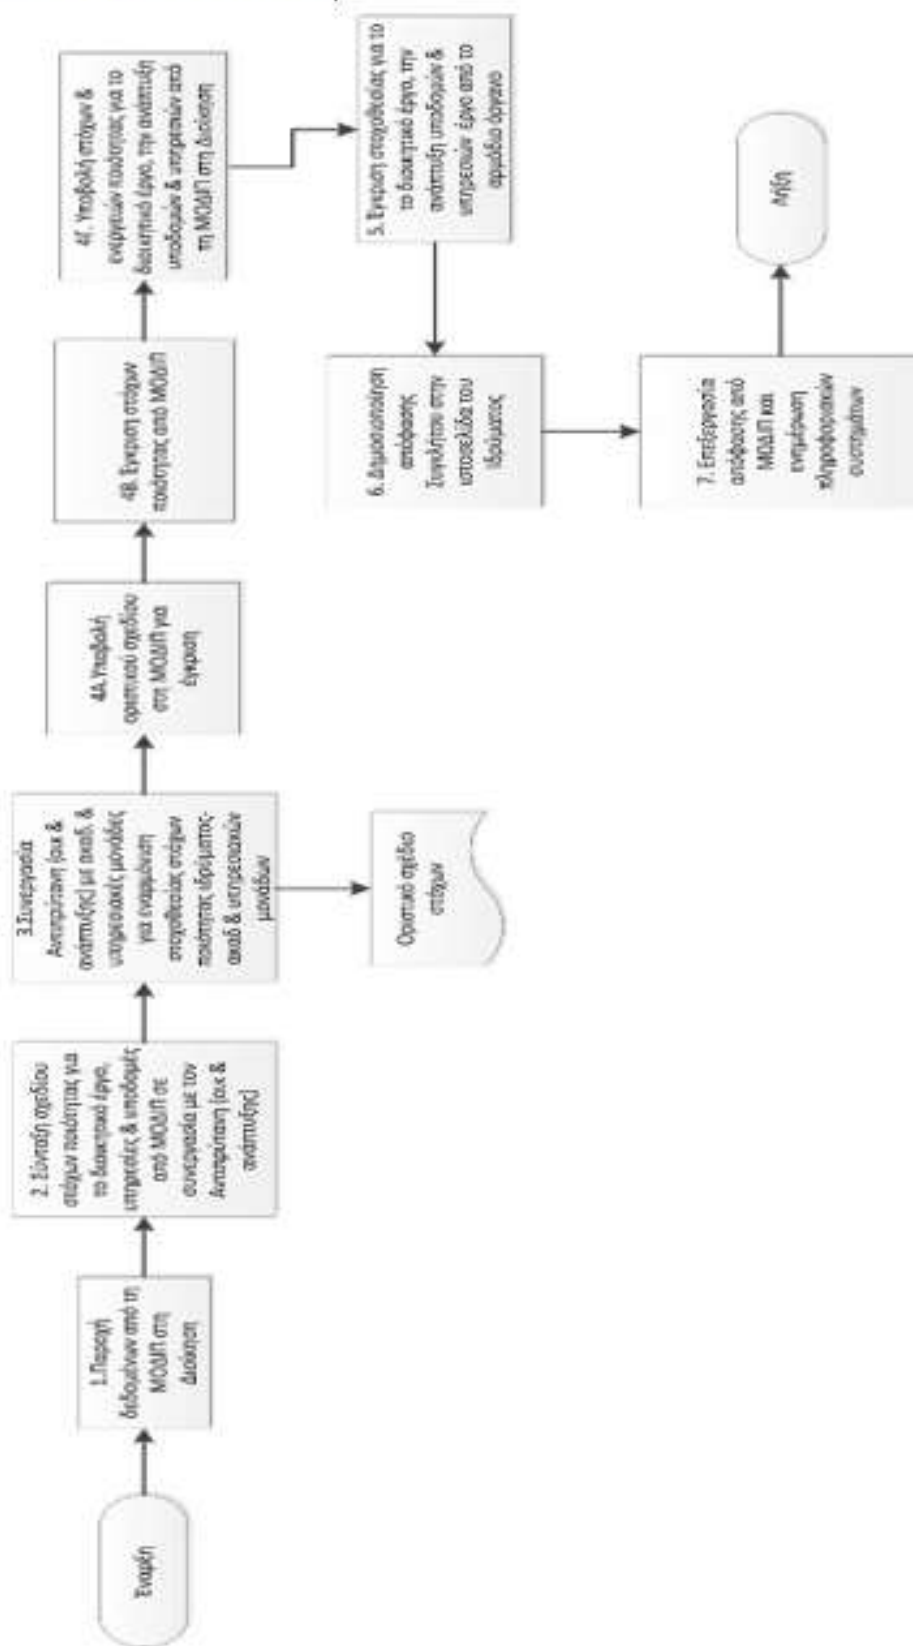 Έναρξη
1.Παροχή
δεδομένων από τη
ΜΟΔΙΠ στη
Διοίκηση
2. Σύνταξη σχεδίου
στόχων ποιότητας για
το διοικητικό έργο,
υπηρεσίες & υποδομές
από ΜΟΔΙΠ σε
συνεργασία με τον
Αντιπρύτανη (οικ &
ανάπτυξης)
3.Συνεργασία
Αντιπρύτανη (οικ &
ανάπτυξης) με ακαδ. &
υπηρεσιακές μονάδες
για εναρμόνιση
στοχοθεσίας στόχων
ποιότητας ιδρύματος-
ακαδ & υπηρεσιακών
μονάδων
Οριστικό σχέδιο
στόχων
4Α.Υποβολή
οριστικού σχεδίου
στη ΜΟΔΙΠ για
έγκριση
4Β. Έγκριση στόχων
ποιότητας από ΜΟΔΙΠ
4Γ. Υποβολή στόχων &
ενεργειών ποιότητας για το
διοικητικό έργο, την ανάπτυξη
υποδομών & υπηρεσιών από
τη ΜΟΔΙΠ στη Διοίκηση
5. Έγκριση στοχοθεσίας για το
το διοικητικό έργο, την
ανάπτυξη υποδομών &
υπηρεσιών έργο από το
αρμόδιο όργανο
6. Δημοσιοποίηση
απόφασης
Συγκλήτου στην
ιστοσελίδα του
Ιδρύματος
7. Επεξεργασία
απόφασης από
ΜΟΔΙΠ και
ενημέρωση
πληροφοριακών
συστημάτων
Λήξη